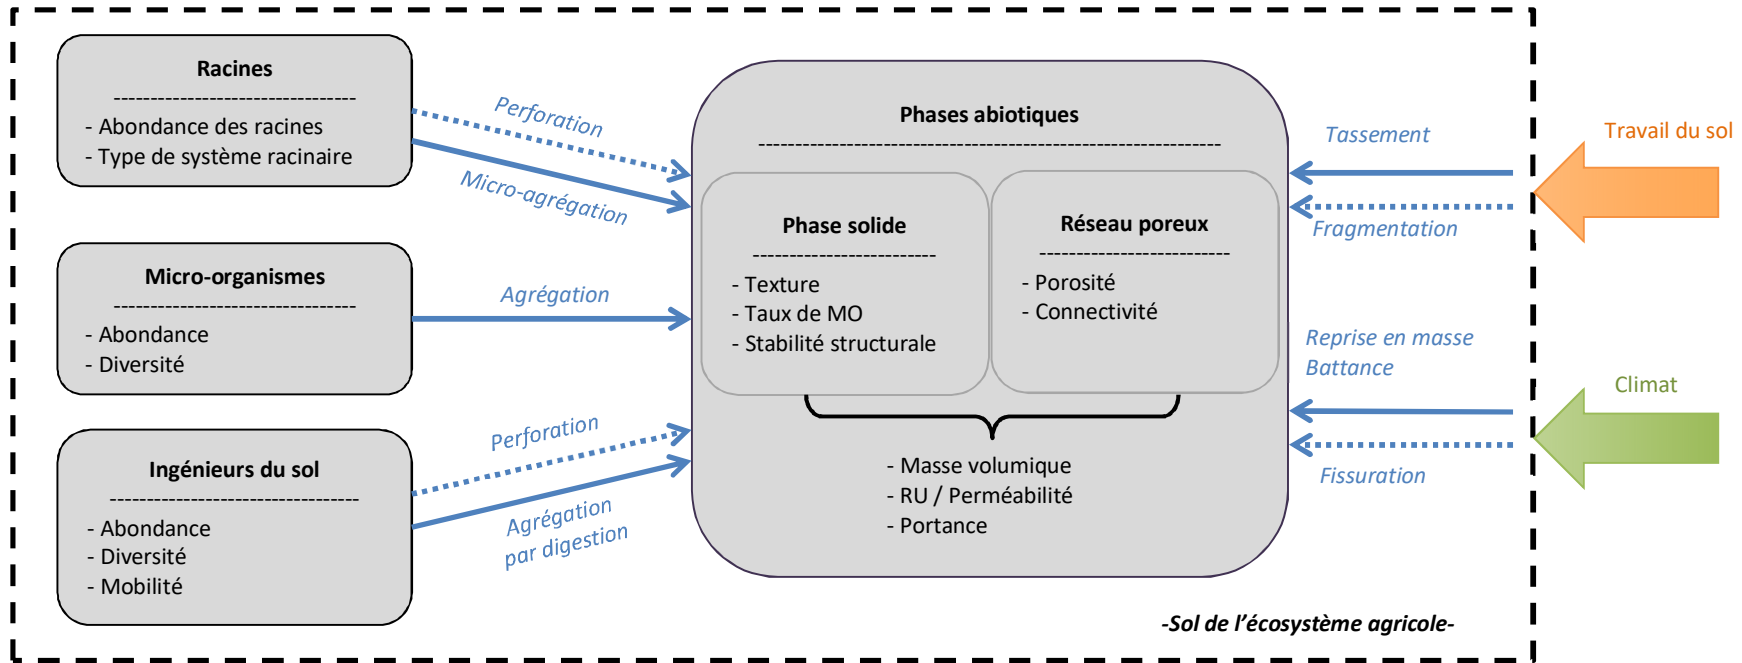 Racines
- Abondance des racines
- Type de système racinaire
Micro-organismes
- Abondance
- Diversité
Ingénieurs du sol
- Abondance
- Diversité
- Mobilité
Perforation
Micro-agrégation
Agrégation
Perforation
Agrégation
par digestion
Phases abiotiques
Phase solide
- Texture
- Taux de MO
- Stabilité structurale
Réseau poreux
- Porosité
- Connectivité
- Masse volumique
- RU / Perméabilité
- Portance
Tassement
Fragmentation
Reprise en masse
Battance
Fissuration
Travail du sol
Climat
-Sol de l'écosystème agricole-